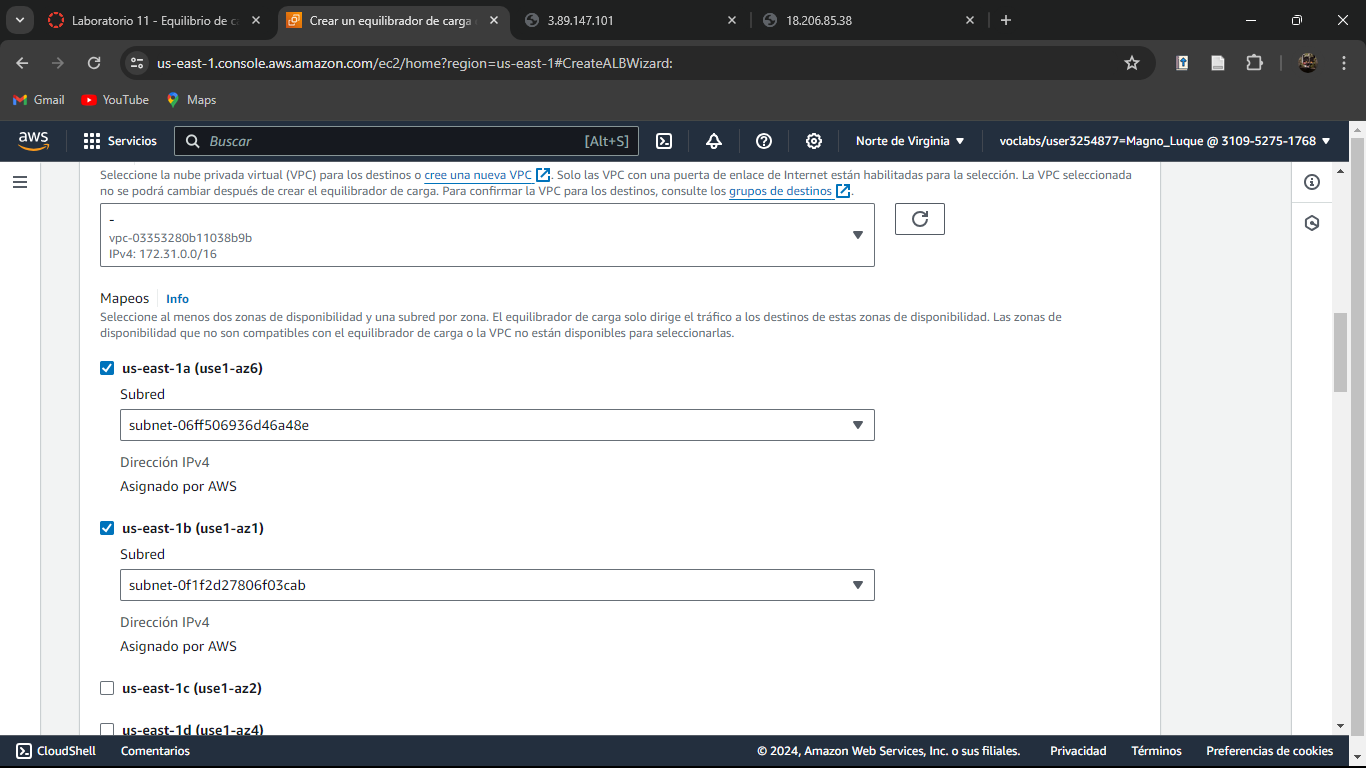 Laboratorio 11 - Equilibrio de c
Crear un equilibrador de carga
3.89.147.101
18.206.85.38
us-east-1.console.aws.amazon.com/ec2/home?region=us-east-1#CreateALBWizard:
Gmail
YouTube
Maps
aws
Servicios
Buscar
[Alt+S]
Norte de Virginia
voclabs/user3254877=Magno_Luque @ 3109-5275-1768
Seleccione la nube privada virtual (VPC) para los destinos o cree una nueva VPC. Solo las VPC con una puerta de enlace de Internet están habilitadas para la selección. La VPC seleccionada
no se podrá cambiar después de crear el equilibrador de carga. Para confirmar la VPC para los destinos, consulte los grupos de destinos.
-
vpc-03353280b11038b9b
IPv4: 172.31.0.0/16
Mapeos
Info
Seleccione al menos dos zonas de disponibilidad y una subred por zona. El equilibrador de carga solo dirige el tráfico a los destinos de estas zonas de disponibilidad. Las zonas de
disponibilidad que no son compatibles con el equilibrador de carga o la VPC no están disponibles para seleccionarlas.
us-east-1a (use1-az6)
Subred
subnet-06ff506936d46a48e
Dirección IPv4
Asignado por AWS
us-east-1b (use1-az1)
Subred
subnet-0f1f2d27806f03cab
Dirección IPv4
Asignado por AWS
us-east-1c (use1-az2)
us-east-1d (use1-az4)
CloudShell
Comentarios
© 2024, Amazon Web Services, Inc. o sus filiales.
Privacidad
Términos
Preferencias de cookies